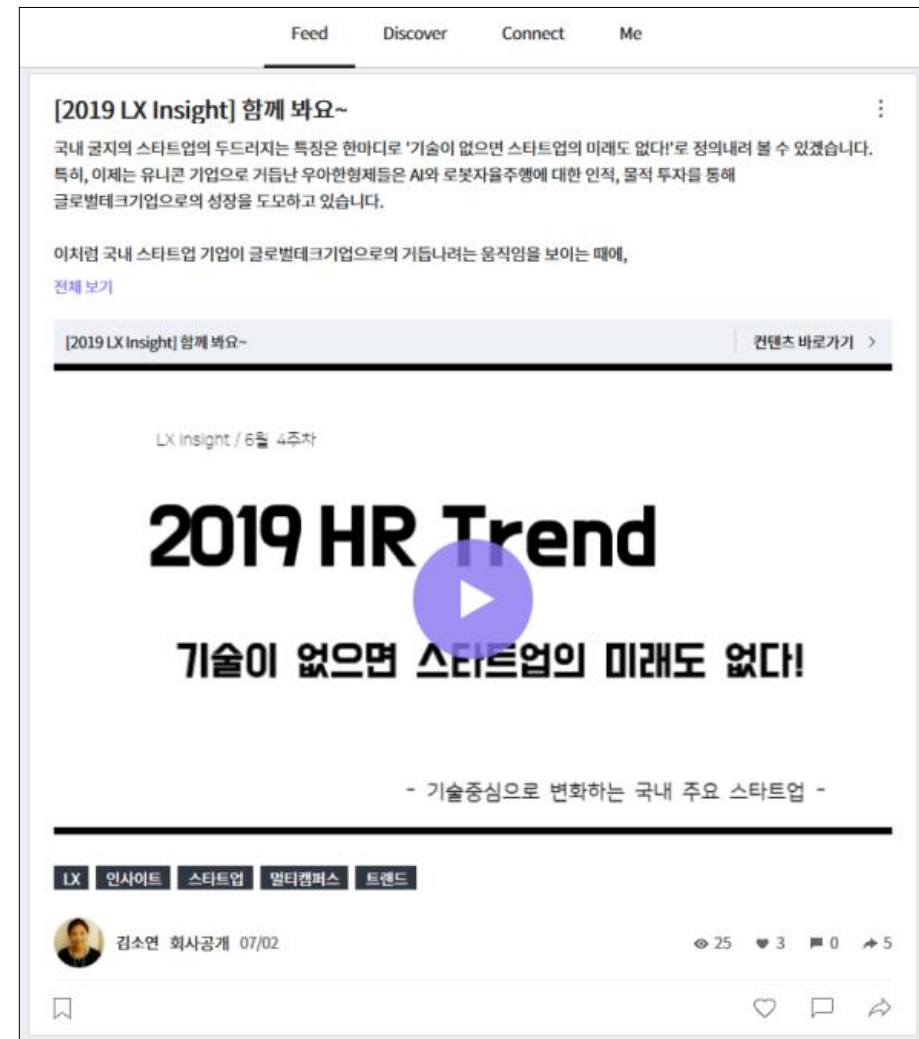 Feed Discover Connect Me
[2019 LX Insight] 함께 봐요~
국내 굴지의 스타트업의 두드러지는 특징은 한마디로 '기술이 없으면 스타트업의 미래도 없다!'로 정의내려 볼 수 있겠습니다.
특히, 이제는 유니콘 기업으로 거듭난 우아한형제들은 AI와 로봇자율주행에 대한 인적, 물적 투자를 통해
글로벌테크기업으로의 성장을 도모하고 있습니다.
이처럼 국내 스타트업 기업이 글로벌테크기업으로의 거듭나려는 움직임을 보이는 때에,
전체 보기
[2019 LX Insight] 함께 봐요~ 컨텐츠 바로가기 >
LX Insight / 6월 4주차
2019 HR Trend
기술이 없으면 스타트업의 미래도 없다!
- 기술중심으로 변화하는 국내 주요 스타트업 -
LX 인사이트 스타트업 멀티캠퍼스 트렌드
김소연 회사공개 07/02 25 3 0 5